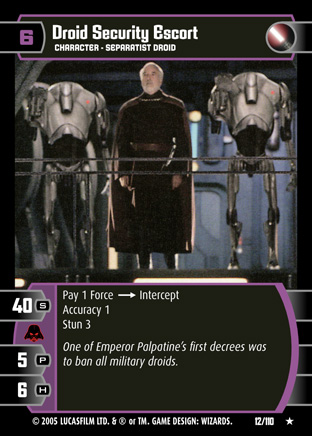 6
Droid Security Escort
CHARACTER - SEPARATIST DROID
40 S
5 P
6 H
Pay 1 Force → Intercept
Accuracy 1
Stun 3
One of Emperor Palpatine's first decrees was
to ban all military droids.
© 2005 LUCASFILM LTD. & ® or TM. GAME DESIGN: WIZARDS.
12/110